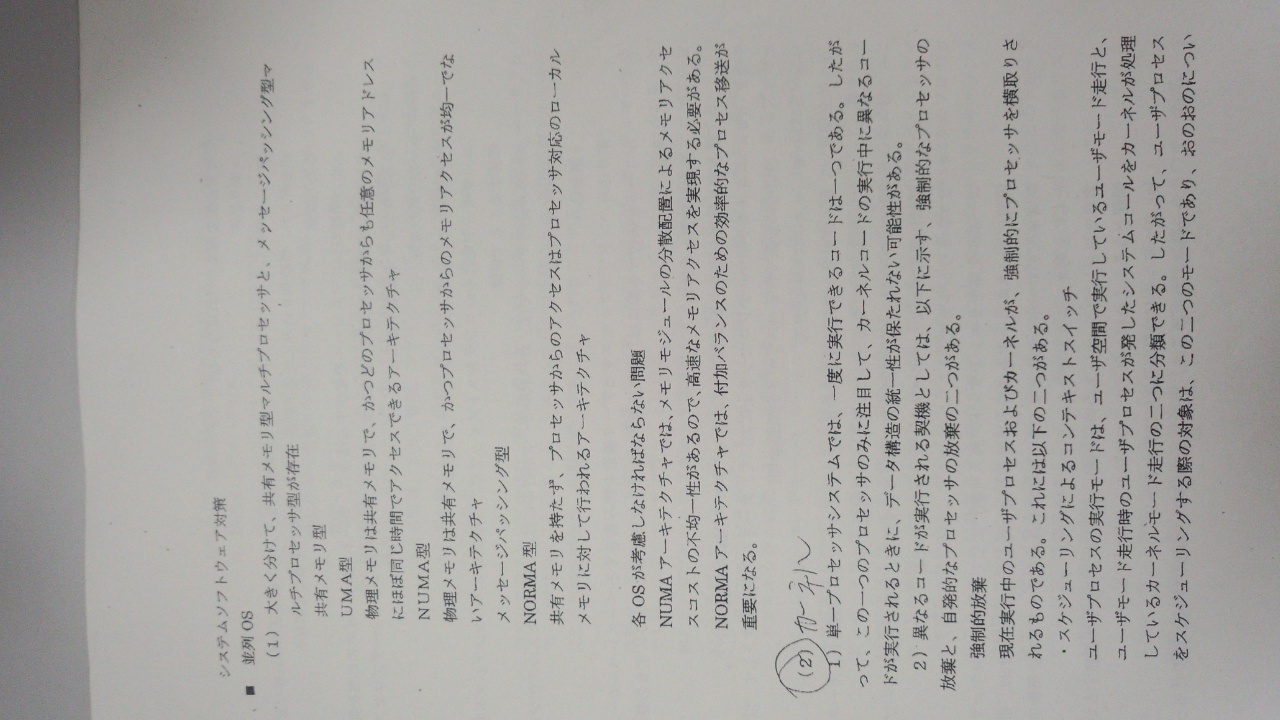 システムソフトウェア対策
■ 並列 OS
(1) 大きく分けて、共有メモリ型マルチプロセッサと、メッセージパッシング型マ
ルチプロセッサ型が存在
共有メモリ型
ＵＭＡ型
物理メモリは共有メモリで、かつどのプロセッサからも任意のメモリアドレス
にほぼ同じ時間でアクセスできるアーキテクチャ
ＮＵＭＡ型
物理メモリは共有メモリで、かつプロセッサからのメモリアクセスが均一でな
いアーキテクチャ
メッセージパッシング型
NORMA 型
共有メモリを持たず、プロセッサからのアクセスはプロセッサ対応のローカル
メモリに対して行われるアーキテクチャ
各 OS が考慮しなければならない問題
NUMA アーキテクチャでは、メモリモジュールの分散配置によるメモリアクセ
スコストの不均一性があるので、高速なメモリアクセスを実現する必要がある。
NORMA アーキテクチャでは、付加バランスのための効率的なプロセス移送が
重要になる。
(2) カーネル
1) 単一プロセッサシステムでは、一度に実行できるコードは一つである。したが
って、この一つのプロセッサのみに注目して、カーネルコードの実行中に異なるコー
ドが実行されるときに、データ構造の統一性が保たれない可能性がある。
2) 異なるコードが実行される契機としては、以下に示す、強制的なプロセッサの
放棄と、自発的なプロセッサの放棄の二つがある。
強制的放棄
現在実行中のユーザプロセスおよびカーネルが、強制的にプロセッサを横取りさ
れるものである。これには以下の二つがある。
・スケジューリングによるコンテキストスイッチ
ユーザプロセスの実行モードは、ユーザ空間で実行しているユーザモード走行と、
ユーザモード走行時のユーザプロセスが発したシステムコールをカーネルが処理
しているカーネルモード走行の二つに分類できる。したがって、ユーザプロセス
をスケジューリングする際の対象は、この二つのモードであり、おのおのについ